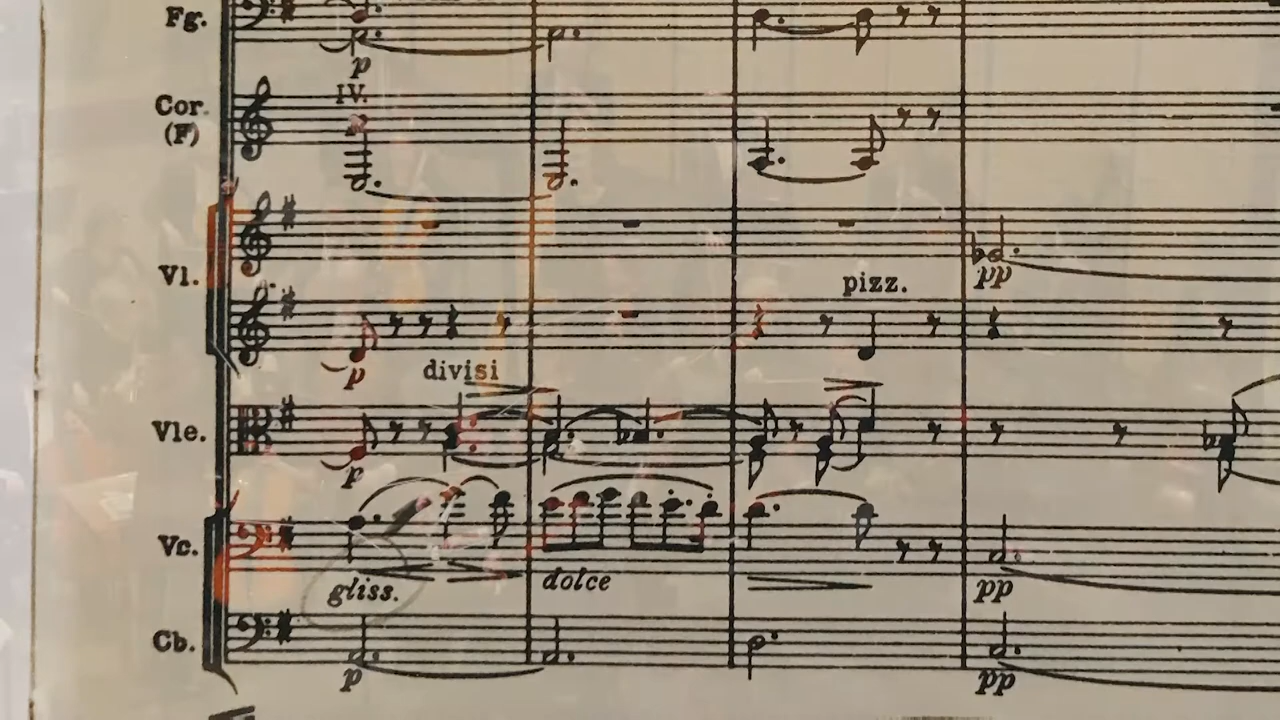 Fg.
p
IV.
Cor.
(F)
Vl.
pp
pizz.
p
divisi
Vle.
p
Vc.
gliss.
dolce
pp
Cb.
p
pp